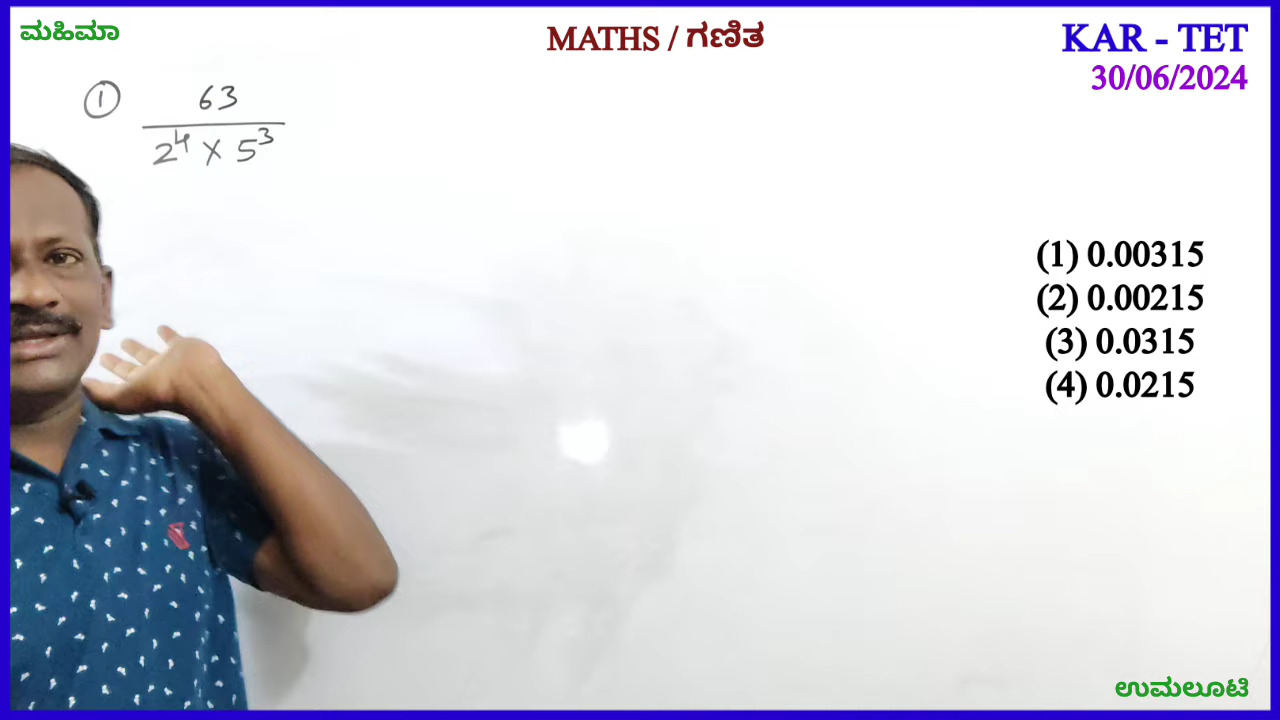 ಮಹಿಮಾ
MATHS / ಗಣಿತ
KAR - TET
30/06/2024
① 63
2⁴ × 5³
(1) 0.00315
(2) 0.00215
(3) 0.0315
(4) 0.0215
ಉಮಲೂಟಿ